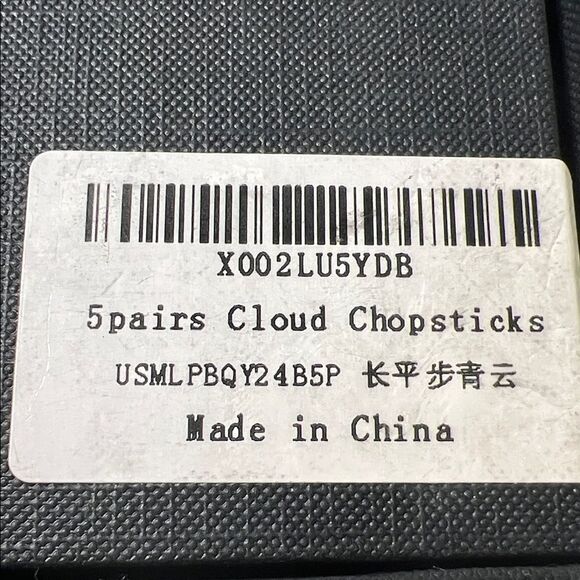 X002LU5YDB
5pairs Cloud Chopsticks
USMLPBQY24B5P 长平步青云
Made in China